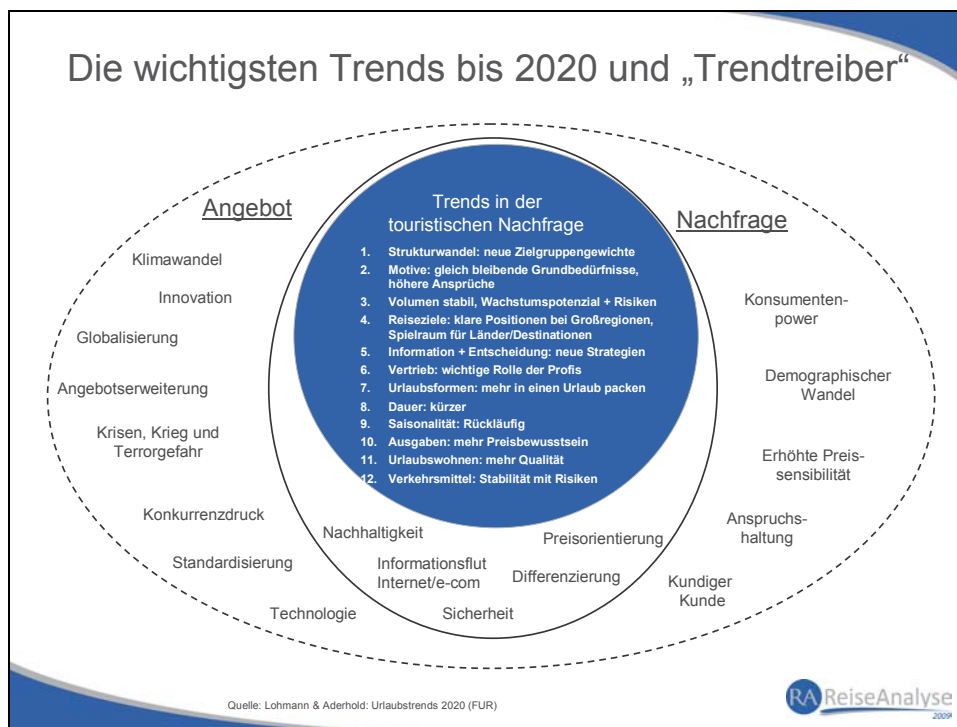 Die wichtigsten Trends bis 2020 und „Trendtreiber“
Angebot
Klimawandel
Innovation
Globalisierung
Angebotserweiterung
Krisen, Krieg und
Terrorgefahr
Konkurrenzdruck
Standardisierung
Technologie
Trends in der
touristischen Nachfrage
1. Strukturwandel: neue Zielgruppengewichte
2. Motive: gleich bleibende Grundbedürfnisse,
höhere Ansprüche
3. Volumen stabil, Wachstumspotenzial + Risiken
4. Reiseziele: klare Positionen bei Großregionen,
Spielraum für Länder/Destinationen
5. Information + Entscheidung: neue Strategien
6. Vertrieb: wichtige Rolle der Profis
7. Urlaubsformen: mehr in einen Urlaub packen
8. Dauer: kürzer
9. Saisonalität: Rückläufig
10. Ausgaben: mehr Preisbewusstsein
11. Urlaubswohnen: mehr Qualität
12. Verkehrsmittel: Stabilität mit Risiken
Nachhaltigkeit
Preisorientierung
Informationsflut
Internet/e-com
Differenzierung
Sicherheit
Nachfrage
Konsumenten-
power
Demographischer
Wandel
Erhöhte Preis-
sensibilität
Anspruchs-
haltung
Kundiger
Kunde
Quelle: Lohmann & Aderhold: Urlaubstrends 2020 (FUR)
RA ReiseAnalyse
2009